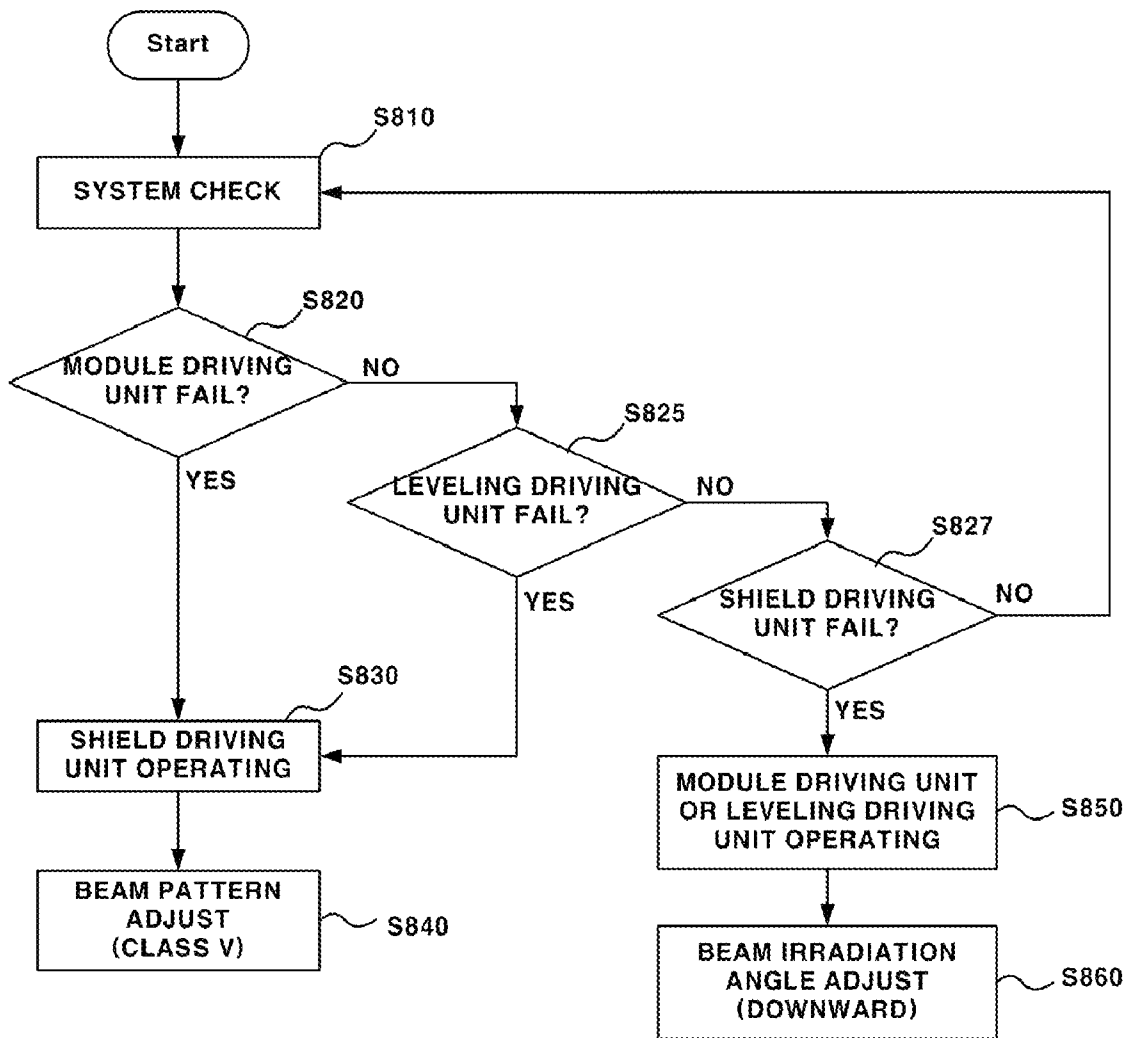 Start
S810
SYSTEM CHECK
S820
MODULE DRIVING
UNIT FAIL?
NO
YES
S825
LEVELING DRIVING
UNIT FAIL?
NO
YES
S827
SHIELD DRIVING
UNIT FAIL?
NO
YES
S830
SHIELD DRIVING
UNIT OPERATING
BEAM PATTERN
ADJUST
(CLASS V)
S840
MODULE DRIVING UNIT
OR LEVELING DRIVING
UNIT OPERATING
S850
BEAM IRRADIATION
ANGLE ADJUST
(DOWNWARD)
S860